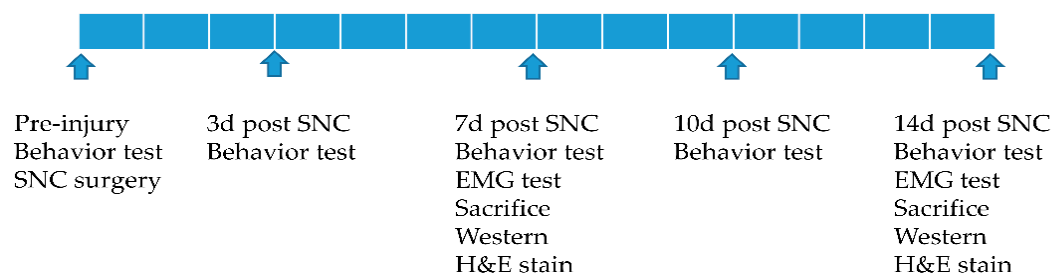 Pre-injury
Behavior test
SNC surgery
3d post SNC
Behavior test
7d post SNC
Behavior test
EMG test
Sacrifice
Western
H&E stain
10d post SNC
Behavior test
14d post SNC
Behavior test
EMG test
Sacrifice
Western
H&E stain